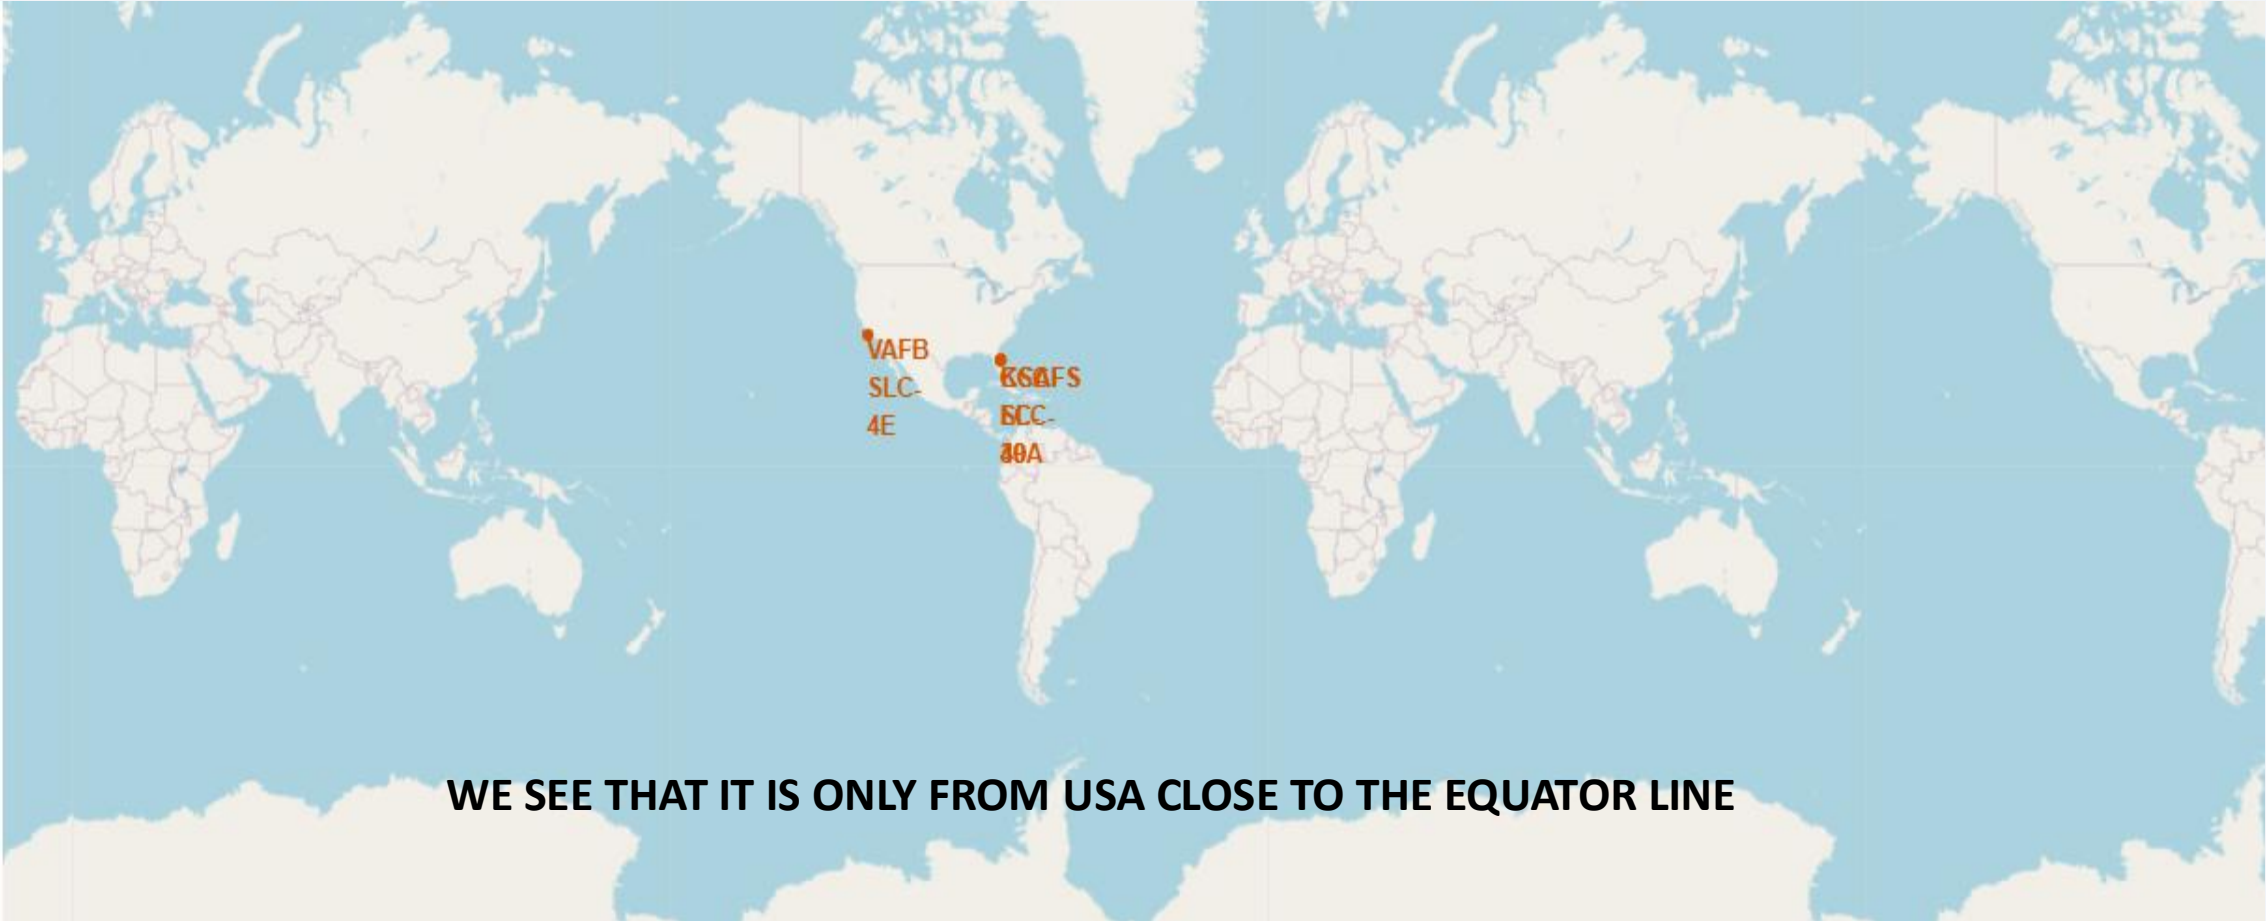 VAFB
SLC-
4E
WE SEE THAT IT IS ONLY FROM USA CLOSE TO THE EQUATOR LINE